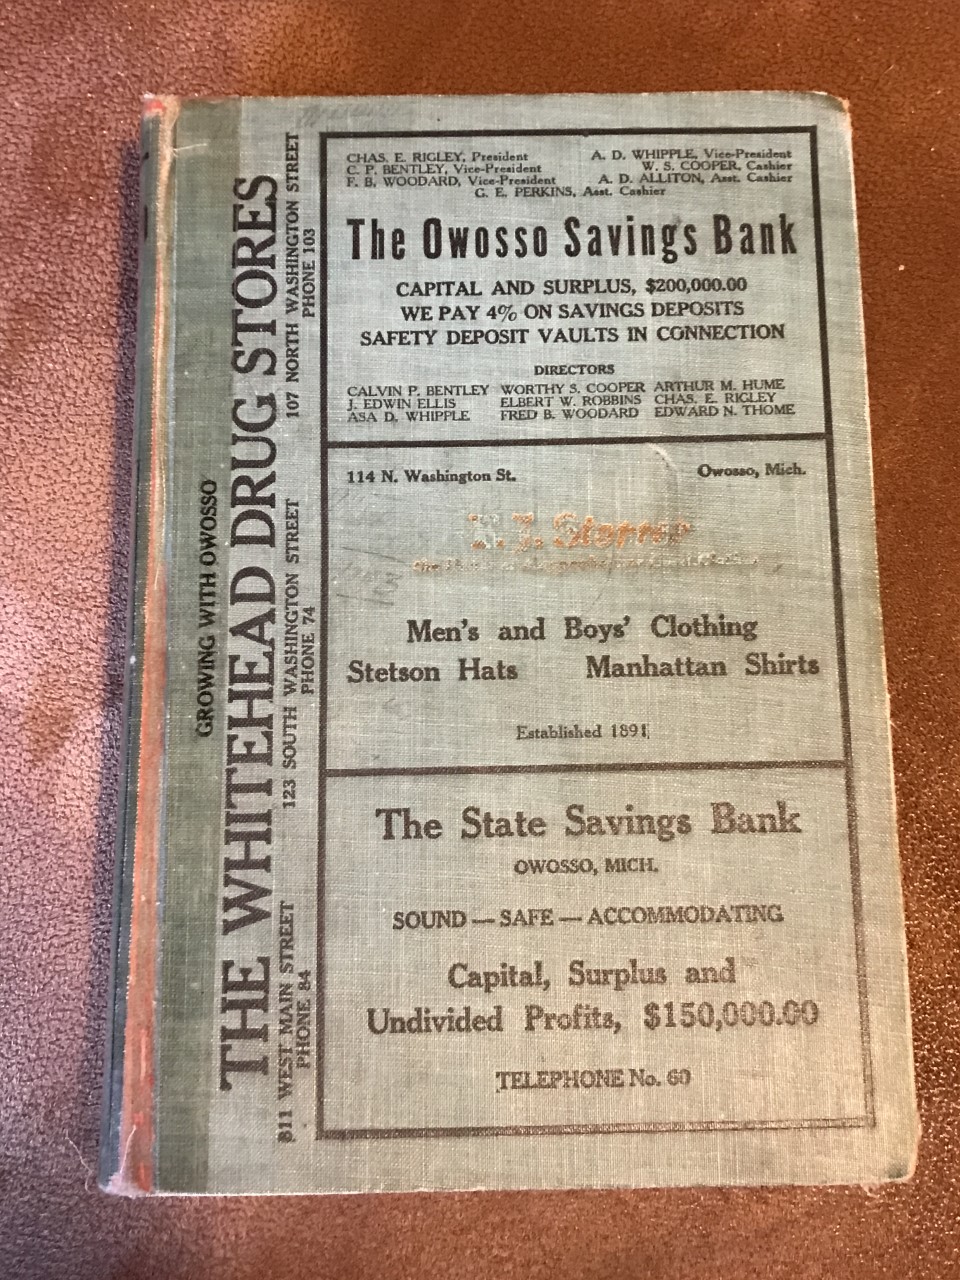 GROWING WITH OWOSSO
THE WHITEHEAD DRUG STORES
811 WEST MAIN STREET
PHONE 84
123 SOUTH WASHINGTON STREET
PHONE 74
107 NORTH WASHINGTON STREET
PHONE 103
CHAS. E. RIGLEY, President A. D. WHIPPLE, Vice-President
C. P. BENTLEY, Vice-President W. S. COOPER, Cashier
F. B. WOODARD, Vice-President A. D. ALLITON, Asst. Cashier
G. E. PERKINS, Asst. Cashier
The Owosso Savings Bank
CAPITAL AND SURPLUS, $200,000.00
WE PAY 4% ON SAVINGS DEPOSITS
SAFETY DEPOSIT VAULTS IN CONNECTION
DIRECTORS
CALVIN P. BENTLEY WORTHY S. COOPER ARTHUR M. HUME
J. EDWIN ELLIS ELBERT W. ROBBINS CHAS. E. RIGLEY
ASA D. WHIPPLE FRED B. WOODARD EDWARD N. THOME
114 N. Washington St. Owosso, Mich.
Men's and Boys' Clothing
Stetson Hats Manhattan Shirts
Established 1891
The State Savings Bank
OWOSSO, MICH.
SOUND — SAFE — ACCOMMODATING
Capital, Surplus and
Undivided Profits, $150,000.00
TELEPHONE No. 60